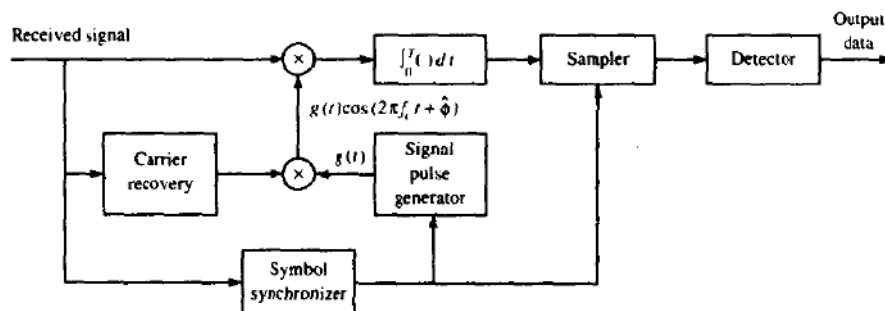 Received signal
Output
data
×
∫₀ᵀ( ) dt
Sampler
Detector
g(t)cos(2πf_c t + φ̂)
Carrier
recovery
×
g(t)
Signal
pulse
generator
Symbol
synchronizer